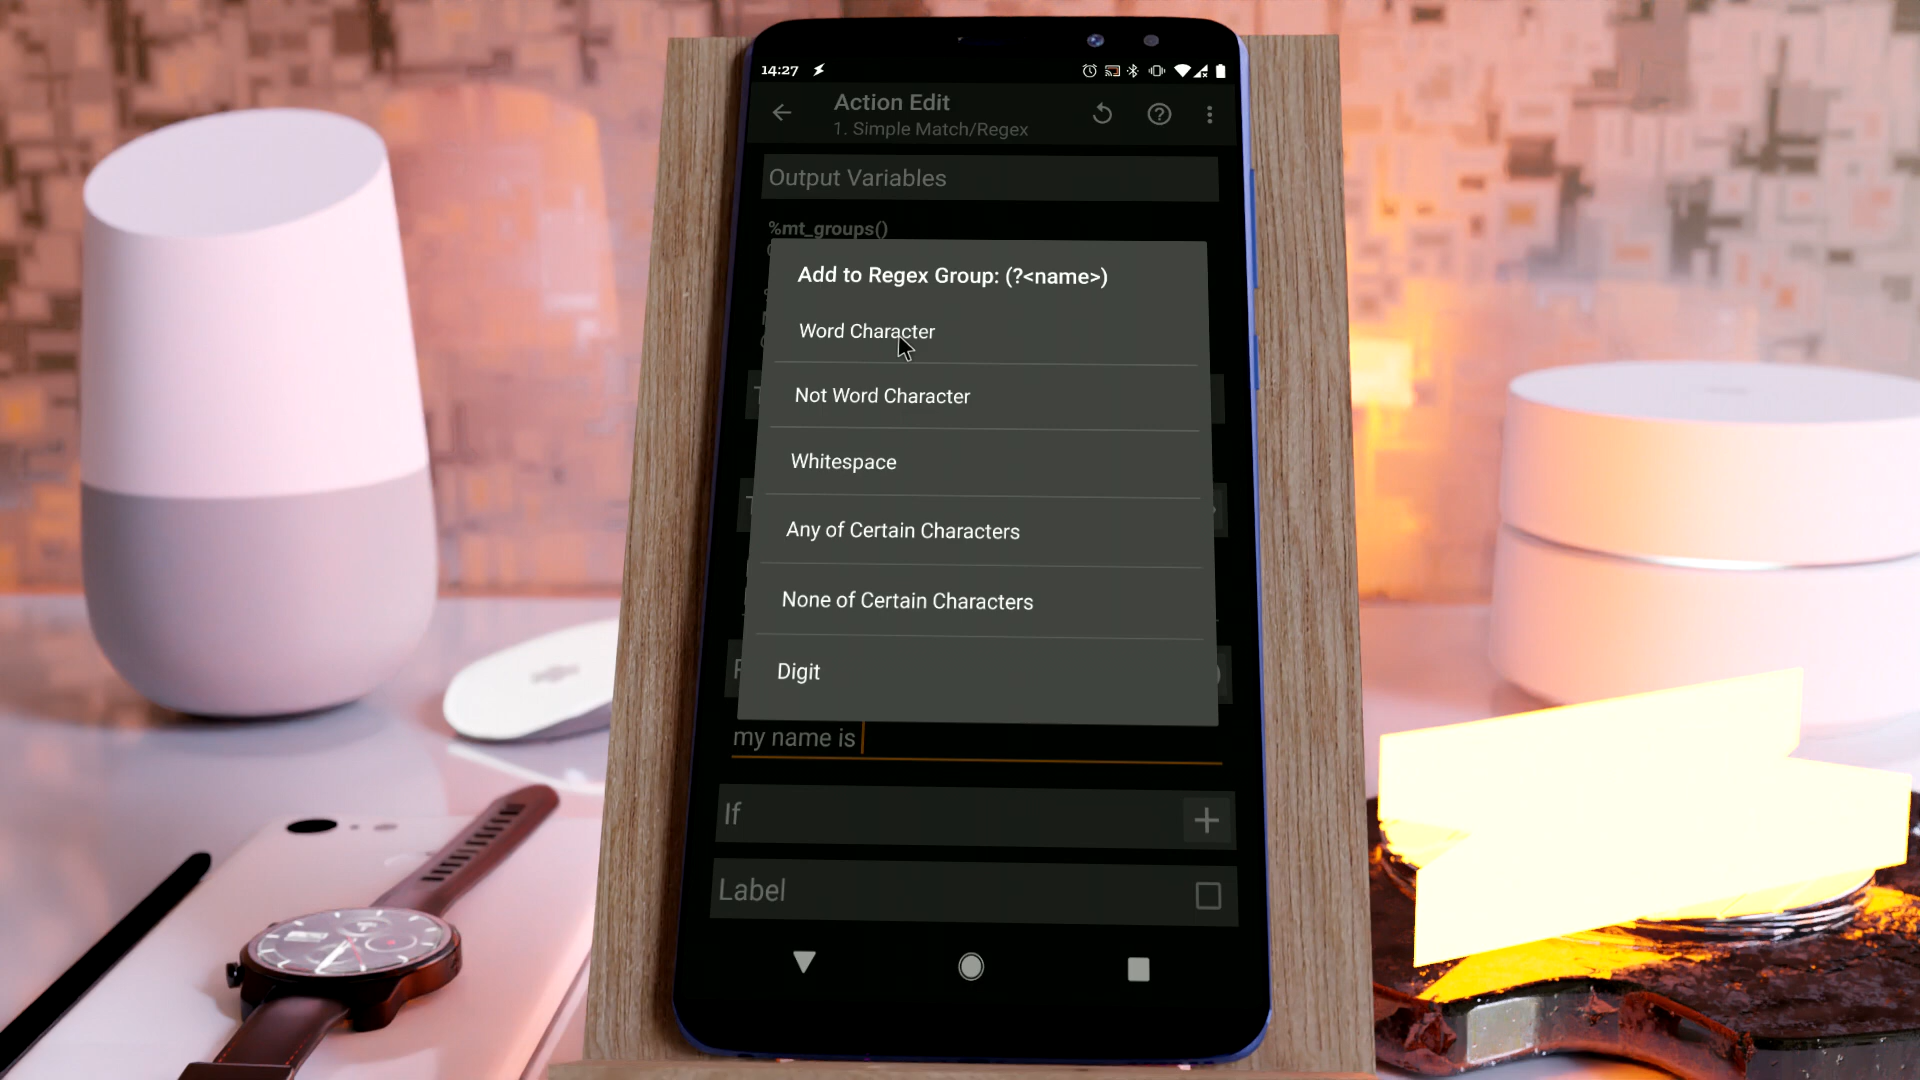 14:27
Action Edit
1. Simple Match/Regex
Output Variables
%mt_groups()
Add to Regex Group: (?<name>)
Word Character
Not Word Character
Whitespace
Any of Certain Characters
None of Certain Characters
Digit
my name is
If
Label